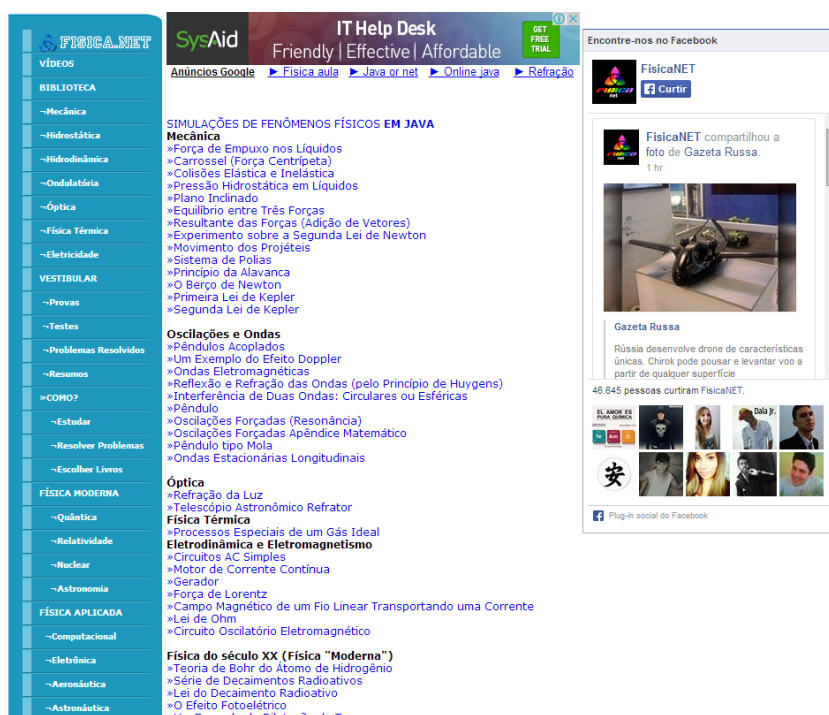 FISICA.NET
VÍDEOS
BIBLIOTECA
¬Mecânica
¬Hidrostática
¬Hidrodinâmica
¬Ondulatória
¬Óptica
¬Física Térmica
¬Eletricidade
VESTIBULAR
¬Provas
¬Testes
¬Problemas Resolvidos
¬Resumos
»COMO?
¬Estudar
¬Resolver Problemas
¬Escolher Livros
FÍSICA MODERNA
¬Quântica
¬Relatividade
¬Nuclear
¬Astronomia
FÍSICA APLICADA
¬Computacional
¬Eletrônica
¬Aeronáutica
¬Astronáutica
SysAid
IT Help Desk
Friendly | Effective | Affordable
GET
FREE
TRIAL
Anúncios Google ► Fisica aula ► Java or net ► Online java ► Refração
SIMULAÇÕES DE FENÔMENOS FÍSICOS EM JAVA
Mecânica
»Força de Empuxo nos Líquidos
»Carrossel (Força Centrípeta)
»Colisões Elástica e Inelástica
»Pressão Hidrostática em Líquidos
»Plano Inclinado
»Equilíbrio entre Três Forças
»Resultante das Forças (Adição de Vetores)
»Experimento sobre a Segunda Lei de Newton
»Movimento dos Projéteis
»Sistema de Polias
»Princípio da Alavanca
»O Berço de Newton
»Primeira Lei de Kepler
»Segunda Lei de Kepler
Oscilações e Ondas
»Pêndulos Acoplados
»Um Exemplo do Efeito Doppler
»Ondas Eletromagnéticas
»Reflexão e Refração das Ondas (pelo Princípio de Huygens)
»Interferência de Duas Ondas: Circulares ou Esféricas
»Pêndulo
»Oscilações Forçadas (Resonância)
»Oscilações Forçadas Apêndice Matemático
»Pêndulo tipo Mola
»Ondas Estacionárias Longitudinais
Óptica
»Refração da Luz
»Telescópio Astronômico Refrator
Física Térmica
»Processos Especiais de um Gás Ideal
Eletrodinâmica e Eletromagnetismo
»Circuitos AC Simples
»Motor de Corrente Contínua
»Gerador
»Força de Lorentz
»Campo Magnético de um Fio Linear Transportando uma Corrente
»Lei de Ohm
»Circuito Oscilatório Eletromagnético
Física do século XX (Física "Moderna")
»Teoria de Bohr do Átomo de Hidrogênio
»Série de Decaimentos Radioativos
»Lei do Decaimento Radioativo
»O Efeito Fotoelétrico
Encontre-nos no Facebook
FisicaNET
Curtir
FisicaNET compartilhou a
foto de Gazeta Russa.
1 hr
Gazeta Russa
Rússia desenvolve drone de características
únicas. Chirok pode pousar e levantar voo a
partir de qualquer superfície
46.645 pessoas curtiram FisicaNET.
EL AMOR ES
PURA QUÍMICA
Te Am O
Dala Jr.
安
Plug-in social do Facebook